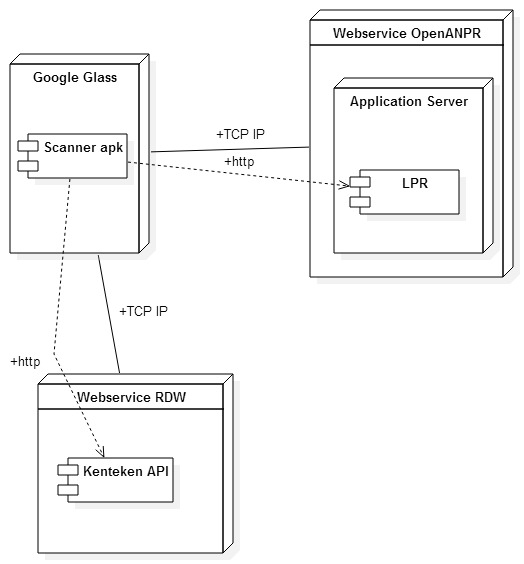 Webservice OpenANPR
Google Glass
Application Server
+TCP IP
Scanner apk
+http
LPR
+TCP IP
+http
Webservice RDW
Kenteken API